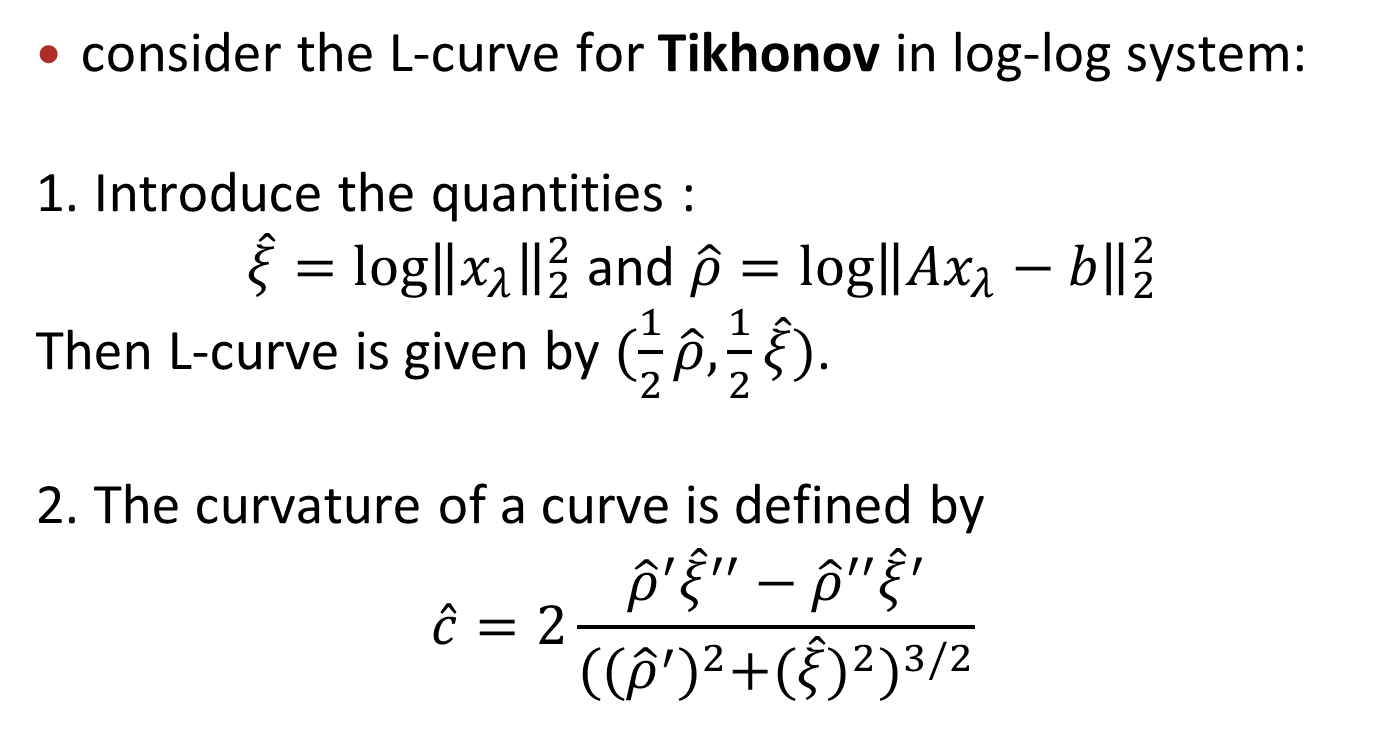 • consider the L-curve for Tikhonov in log-log system:
1. Introduce the quantities :
ξ̂ = log‖x_λ‖₂² and ρ̂ = log‖Ax_λ − b‖₂²
Then L-curve is given by (1/2 ρ̂, 1/2 ξ̂).
2. The curvature of a curve is defined by
ĉ = 2 (ρ̂′ξ̂″ − ρ̂″ξ̂′) / ((ρ̂′)²+(ξ̂)²)^{3/2}